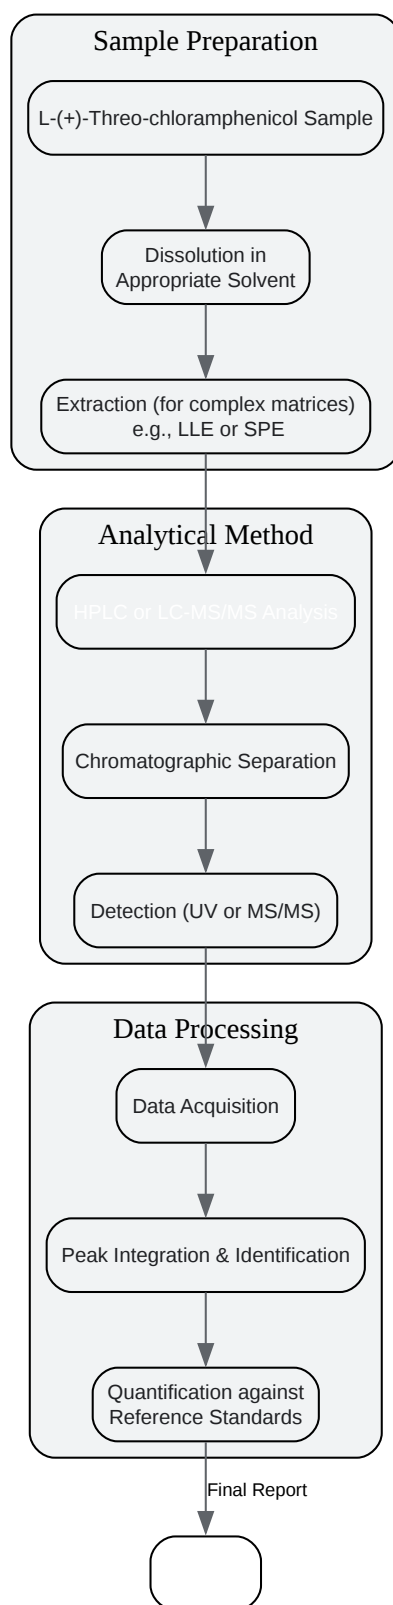 Sample Preparation
L-(+)-Threo-chloramphenicol Sample
Dissolution in
Appropriate Solvent
Extraction (for complex matrices)
e.g., LLE or SPE
Analytical Method
HPLC or LC-MS/MS Analysis
Chromatographic Separation
Detection (UV or MS/MS)
Data Processing
Data Acquisition
Peak Integration & Identification
Quantification against
Reference Standards
Final Report